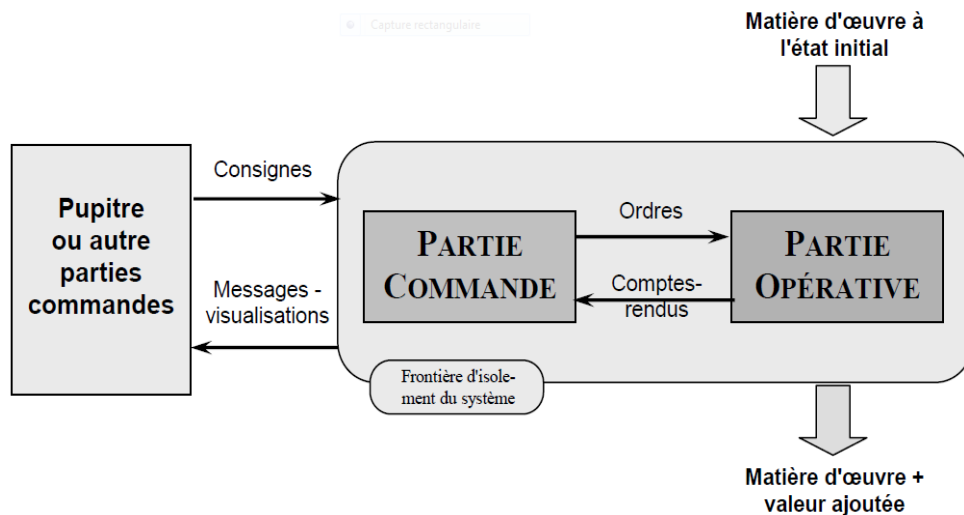 Capture rectangulaire
Matière d'œuvre à
l'état initial
Pupitre
ou autre
parties
commandes
Consignes
Messages -
visualisations
PARTIE
COMMANDE
Ordres
Comptes-
rendus
PARTIE
OPÉRATIVE
Frontière d'isole-
ment du système
Matière d'œuvre +
valeur ajoutée